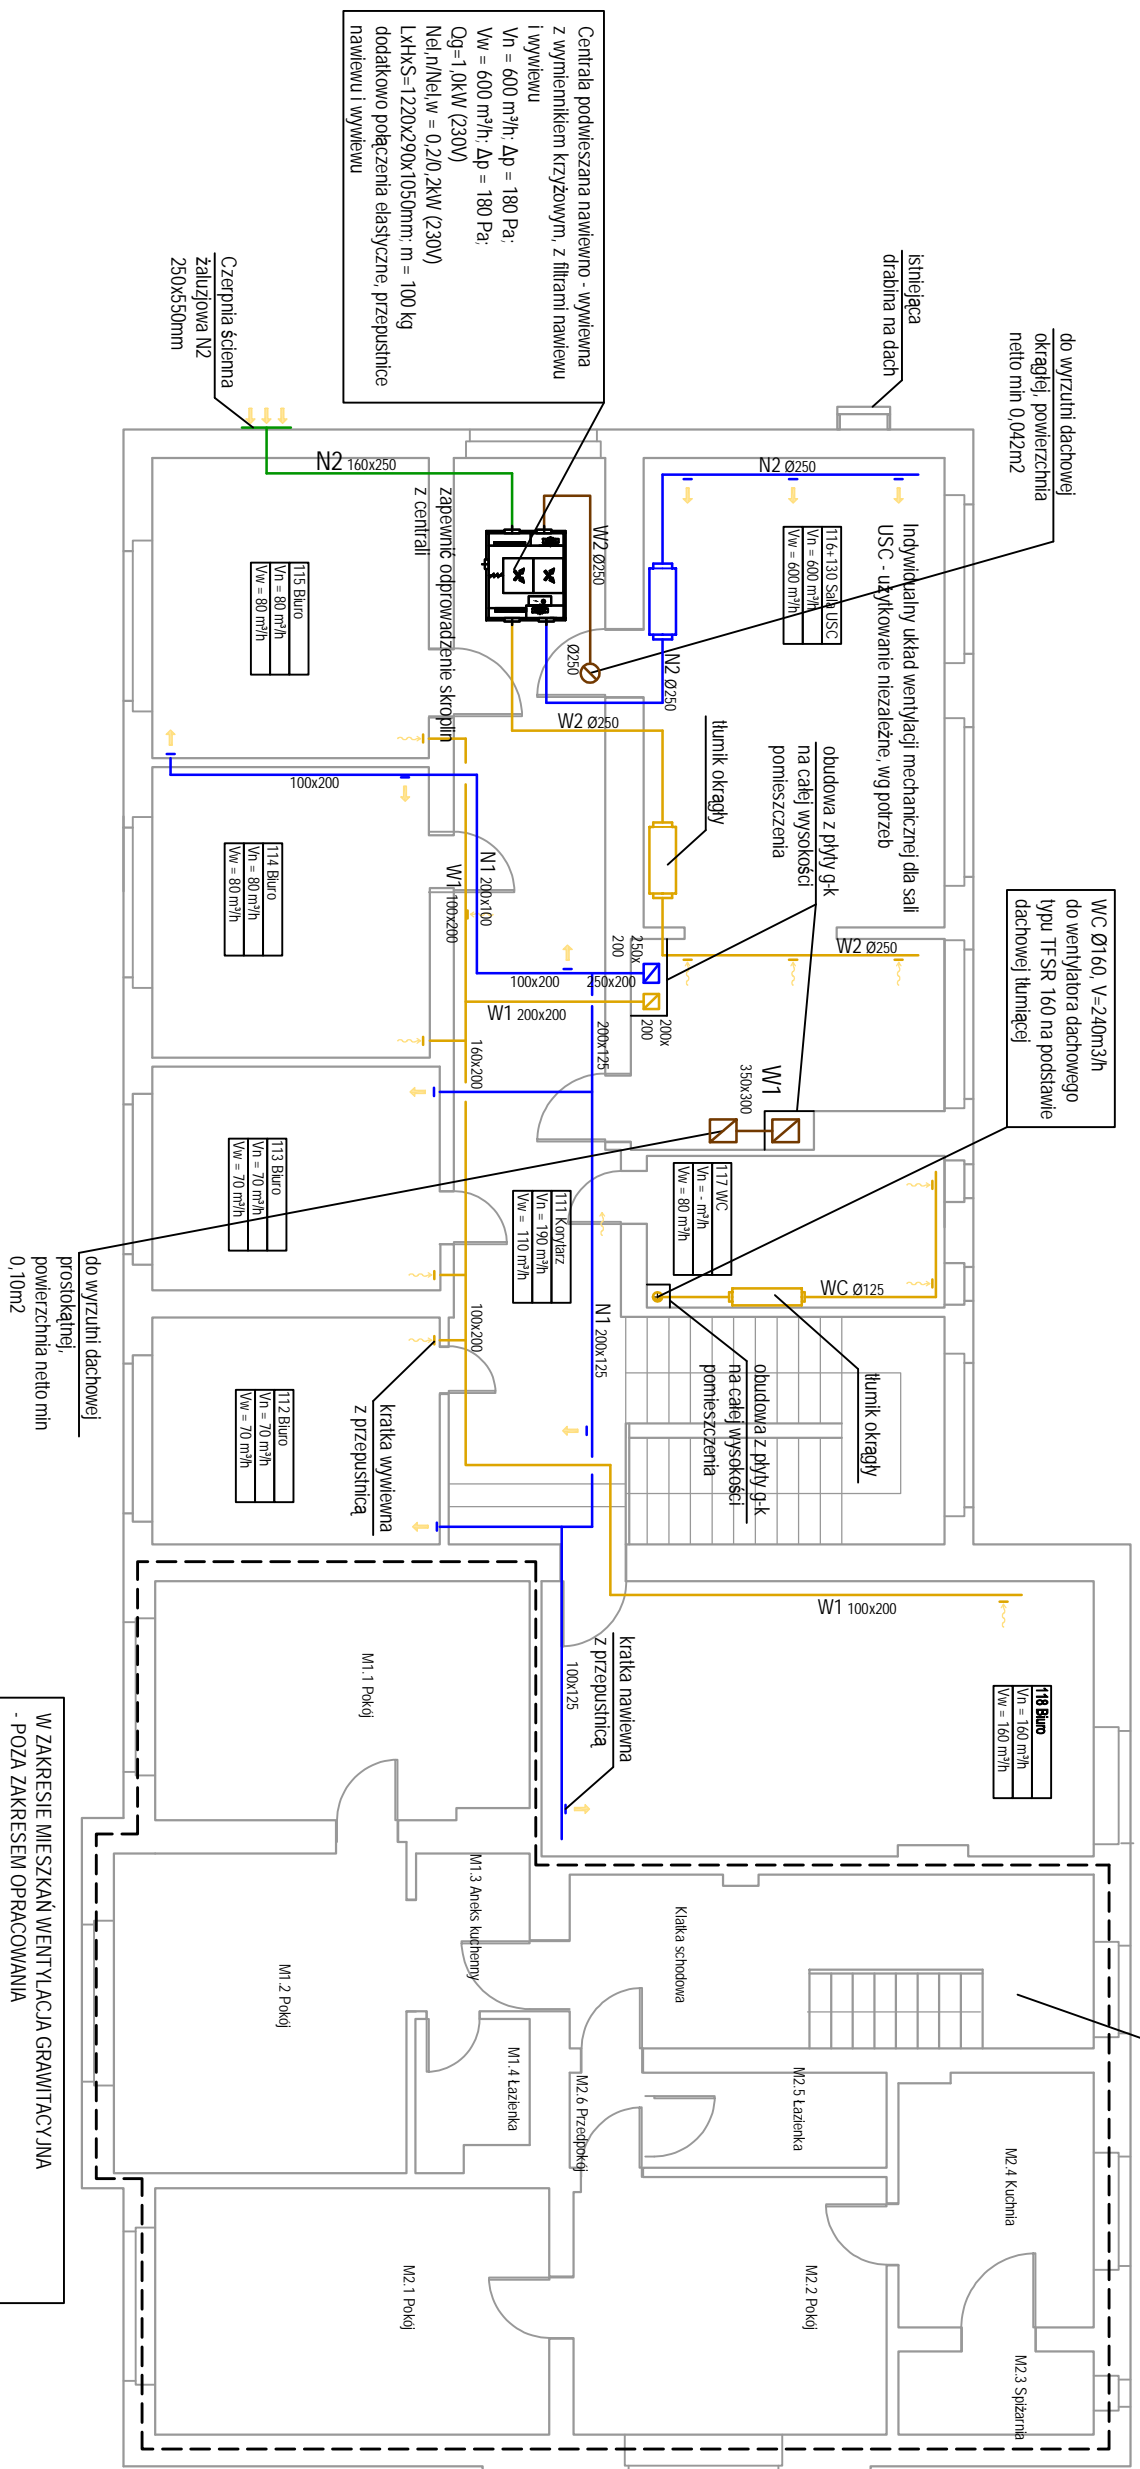 Centrala podwieszana nawiewno - wywiewna
z wymiennikiem krzyżowym, z filtrami nawiewu
i wywiewu
Vn = 600 m³/h; Δp = 180 Pa;
Vw = 600 m³/h; Δp = 180 Pa;
Qg=1,0kW (230V)
Nel,n/Nel,w = 0,2/0,2kW (230V)
LxHxS=1220x290x1050mm; m = 100 kg
dodatkowo połączenia elastyczne, przepustnice
nawiewu i wywiewu
istniejąca
drabina na dach
do wyrzutni dachowej
okrągłej, powierzchnia
netto min 0,042m2
Czerpnia ścienna
żaluzjowa N2
250x550mm
N2 160x250
zapewnić odprowadzenie skroplin
z centrali
W2 Ø250
Ø250
N2 Ø250
N2 Ø250
Indywidualny układ wentylacji mechanicznej dla sali
USC - użytkowanie niezależne, wg potrzeb
116+130 Sala USC
Vn = 600 m³/h
Vw = 600 m³/h
W2 Ø250
tłumik okrągły
obudowa z płyty g-k
na całej wysokości
pomieszczenia
W2 Ø250
WC Ø160, V=240m3/h
do wentylatora dachowego
typu TFSR 160 na podstawie
dachowej tłumiącej
115 Biuro
Vn = 80 m³/h
Vw = 80 m³/h
100x200
114 Biuro
Vn = 80 m³/h
Vw = 80 m³/h
N1 200x100
W1 100x200
250x
200
100x200
250x200
W1 200x200
200x
200
200x125
160x200
W1
350x300
113 Biuro
Vn = 70 m³/h
Vw = 70 m³/h
111 Korytarz
Vn = 190 m³/h
Vw = 110 m³/h
117 WC
Vn = - m³/h
Vw = 80 m³/h
WC Ø125
N1 200x125
100x200
tłumik okrągły
obudowa z płyty g-k
na całej wysokości
pomieszczenia
do wyrzutni dachowej
prostokątnej,
powierzchnia netto min
0,10m2
112 Biuro
Vn = 70 m³/h
Vw = 70 m³/h
kratka wywiewna
z przepustnicą
W1 100x200
kratka nawiewna
z przepustnicą
100x125
118 Biuro
Vn = 160 m³/h
Vw = 160 m³/h
M1.1 Pokój
M1.2 Pokój
M1.3 Aneks kuchenny
M1.4 Łazienka
Klatka schodowa
M2.6 Przedpokój
M2.5 Łazienka
M2.4 Kuchnia
M2.1 Pokój
M2.2 Pokój
M2.3 Spiżarnia
W ZAKRESIE MIESZKAŃ WENTYLACJA GRAWITACYJNA
- POZA ZAKRESEM OPRACOWANIA